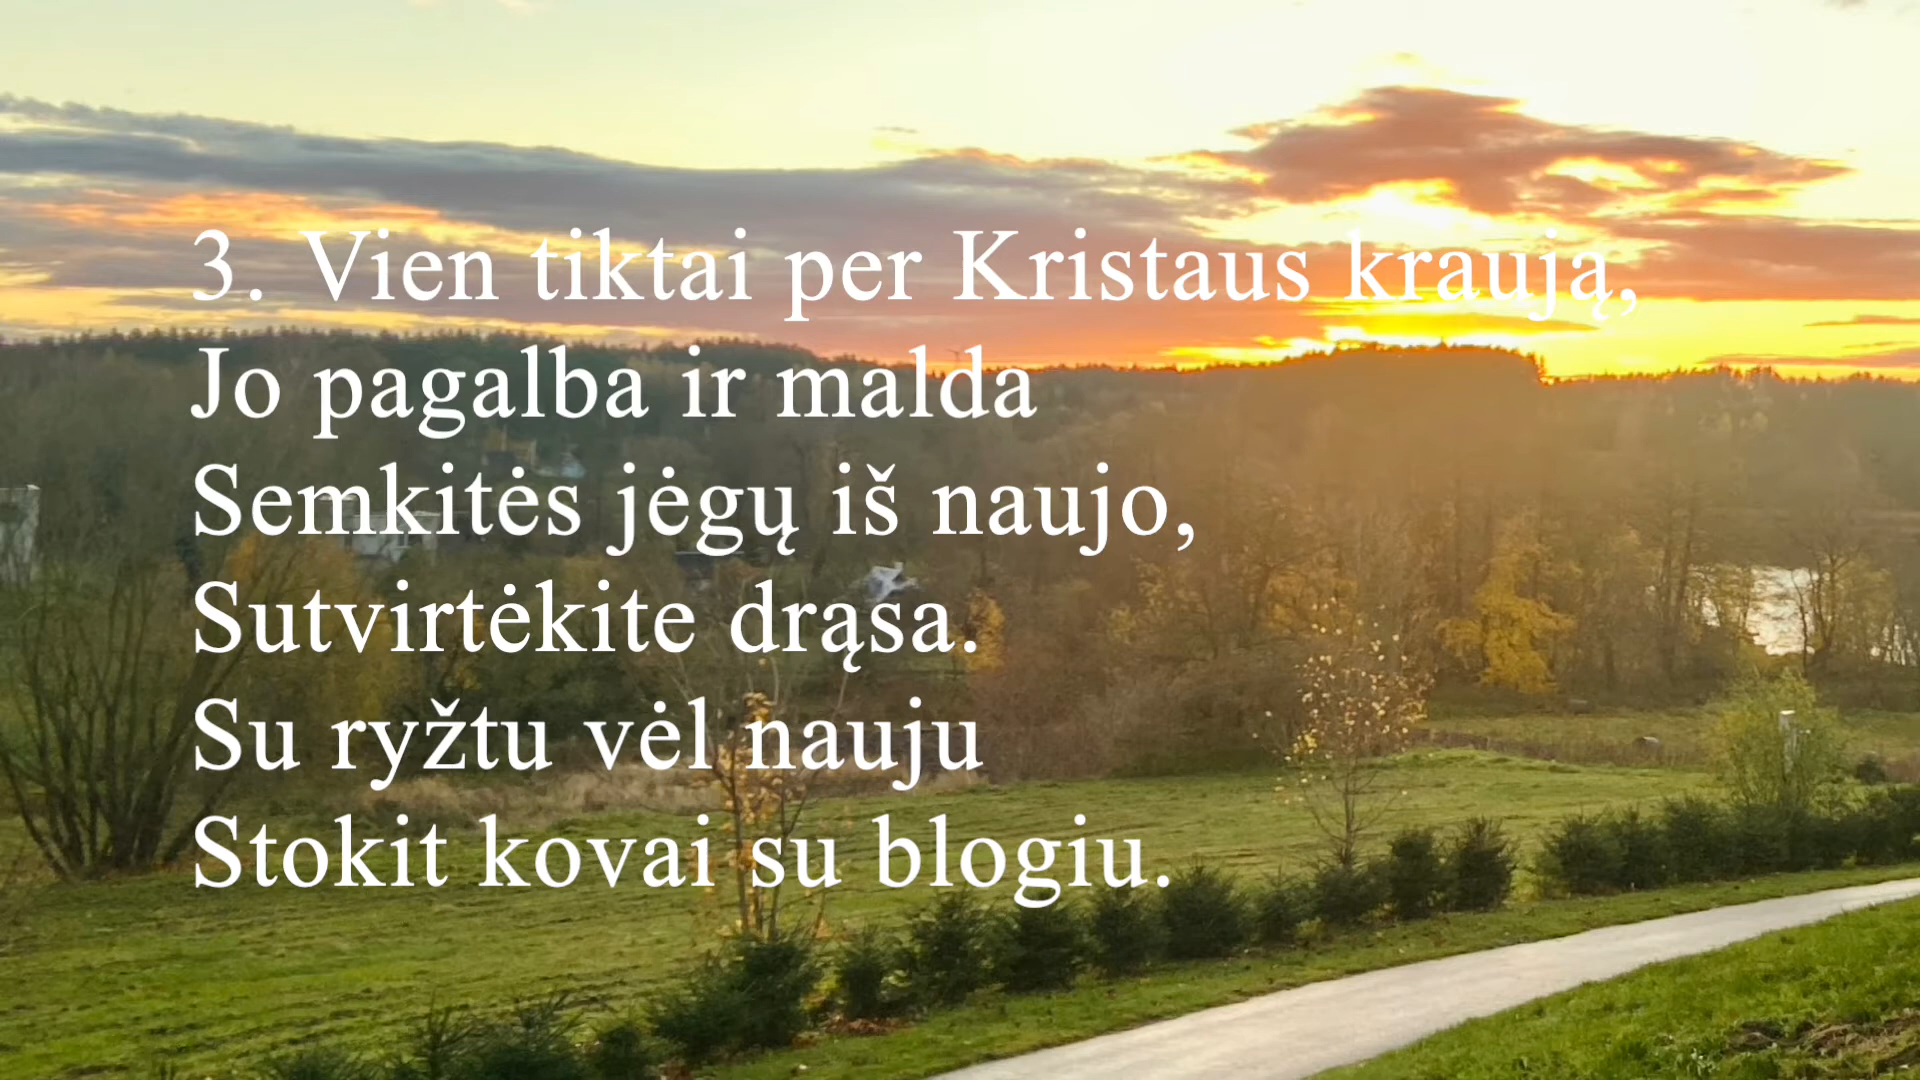 3. Vien tiktai per Kristaus kraują,
Jo pagalba ir malda
Semkitės jėgų iš naujo,
Sutvirtėkite drąsa.
Su ryžtu vėl nauju
Stokit kovai su blogiu.